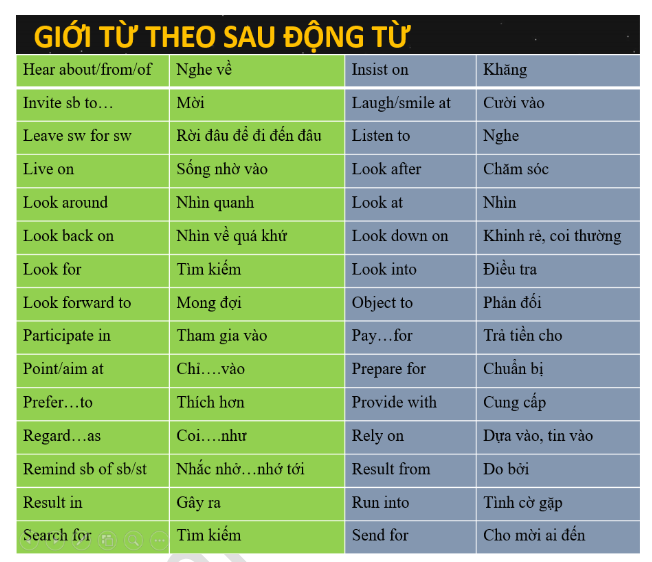 GIỚI TỪ THEO SAU ĐỘNG TỪ
Hear about/from/of Nghe về Insist on Khăng
Invite sb to… Mời Laugh/smile at Cười vào
Leave sw for sw Rời đâu để đi đến đâu Listen to Nghe
Live on Sống nhờ vào Look after Chăm sóc
Look around Nhìn quanh Look at Nhìn
Look back on Nhìn về quá khứ Look down on Khinh rẻ, coi thường
Look for Tìm kiếm Look into Điều tra
Look forward to Mong đợi Object to Phản đối
Participate in Tham gia vào Pay…for Trả tiền cho
Point/aim at Chỉ….vào Prepare for Chuẩn bị
Prefer…to Thích hơn Provide with Cung cấp
Regard…as Coi….như Rely on Dựa vào, tin vào
Remind sb of sb/st Nhắc nhở…nhớ tới Result from Do bởi
Result in Gây ra Run into Tình cờ gặp
Search for Tìm kiếm Send for Cho mời ai đến